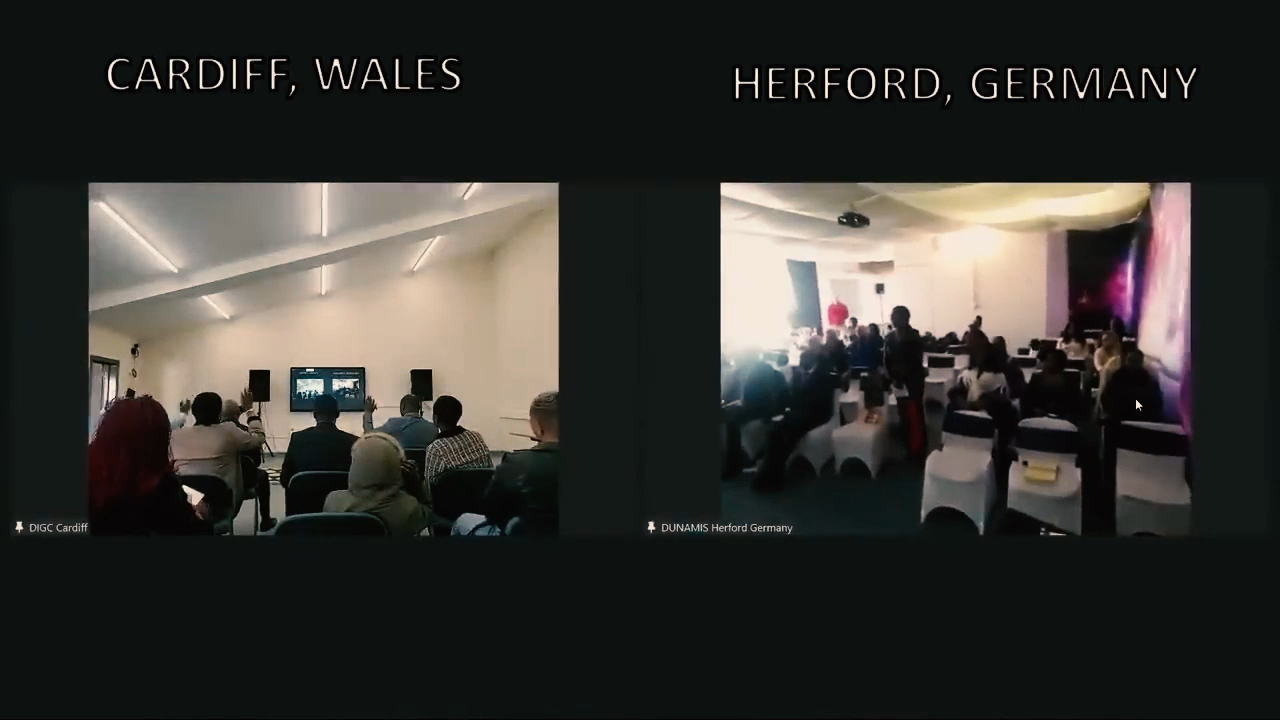 CARDIFF, WALES
HERFORD, GERMANY
DIGC Cardiff
DUNAMIS Herford Germany